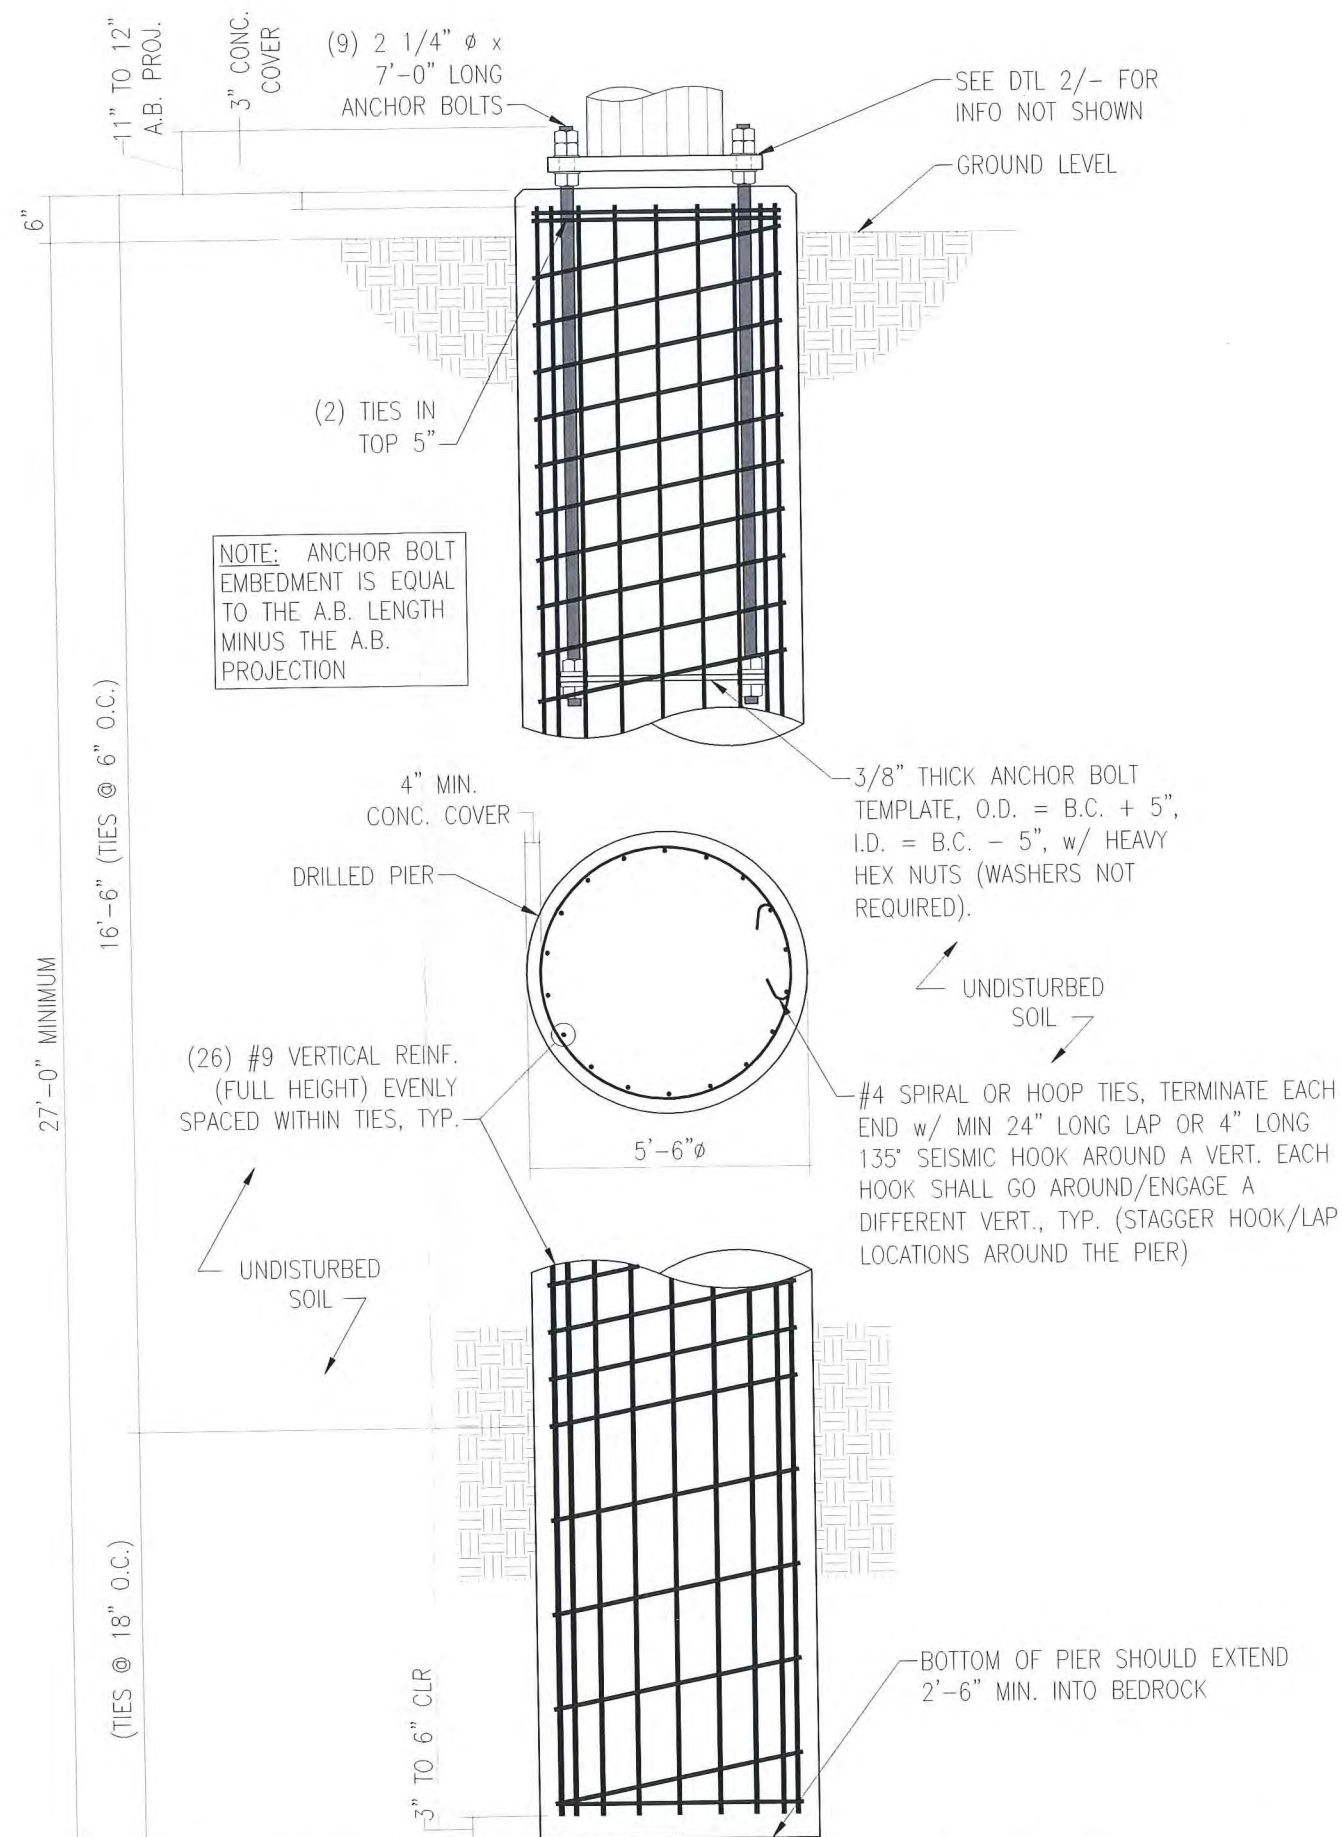 11" TO 12"
A.B. PROJ.
3" CONC.
COVER
(9) 2 1/4" ø x
7'-0" LONG
ANCHOR BOLTS
SEE DTL 2/- FOR
INFO NOT SHOWN
GROUND LEVEL
6"
(2) TIES IN
TOP 5"
NOTE: ANCHOR BOLT
EMBEDMENT IS EQUAL
TO THE A.B. LENGTH
MINUS THE A.B.
PROJECTION
16'-6" (TIES @ 6" O.C.)
27'-0" MINIMUM
4" MIN.
CONC. COVER
DRILLED PIER
3/8" THICK ANCHOR BOLT
TEMPLATE, O.D. = B.C. + 5",
I.D. = B.C. - 5", w/ HEAVY
HEX NUTS (WASHERS NOT
REQUIRED).
UNDISTURBED
SOIL
(26) #9 VERTICAL REINF.
(FULL HEIGHT) EVENLY
SPACED WITHIN TIES, TYP.
5'-6"ø
#4 SPIRAL OR HOOP TIES, TERMINATE EACH
END w/ MIN 24" LONG LAP OR 4" LONG
135° SEISMIC HOOK AROUND A VERT. EACH
HOOK SHALL GO AROUND/ENGAGE A
DIFFERENT VERT., TYP. (STAGGER HOOK/LAP
LOCATIONS AROUND THE PIER)
UNDISTURBED
SOIL
(TIES @ 18" O.C.)
3" TO 6" CLR
BOTTOM OF PIER SHOULD EXTEND
2'-6" MIN. INTO BEDROCK